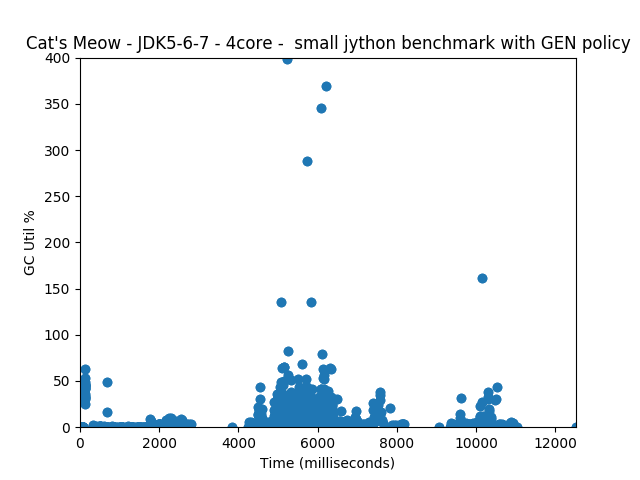 Cat's Meow - JDK5-6-7 - 4core -  small jython benchmark with GEN policy
400
350
300
250
200
150
100
50
0
GC Util %
0 2000 4000 6000 8000 10000 12000
Time (milliseconds)